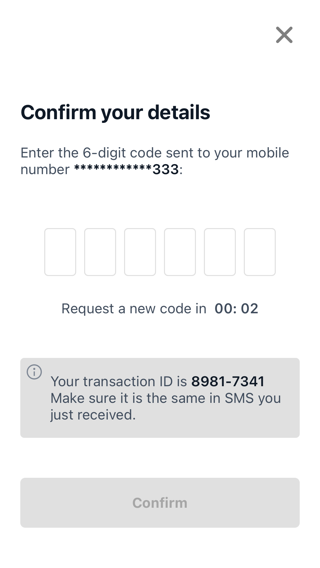 Confirm your details
Enter the 6-digit code sent to your mobile
number ************333:
Request a new code in 00: 02
Your transaction ID is 8981-7341
Make sure it is the same in SMS you
just received.
Confirm